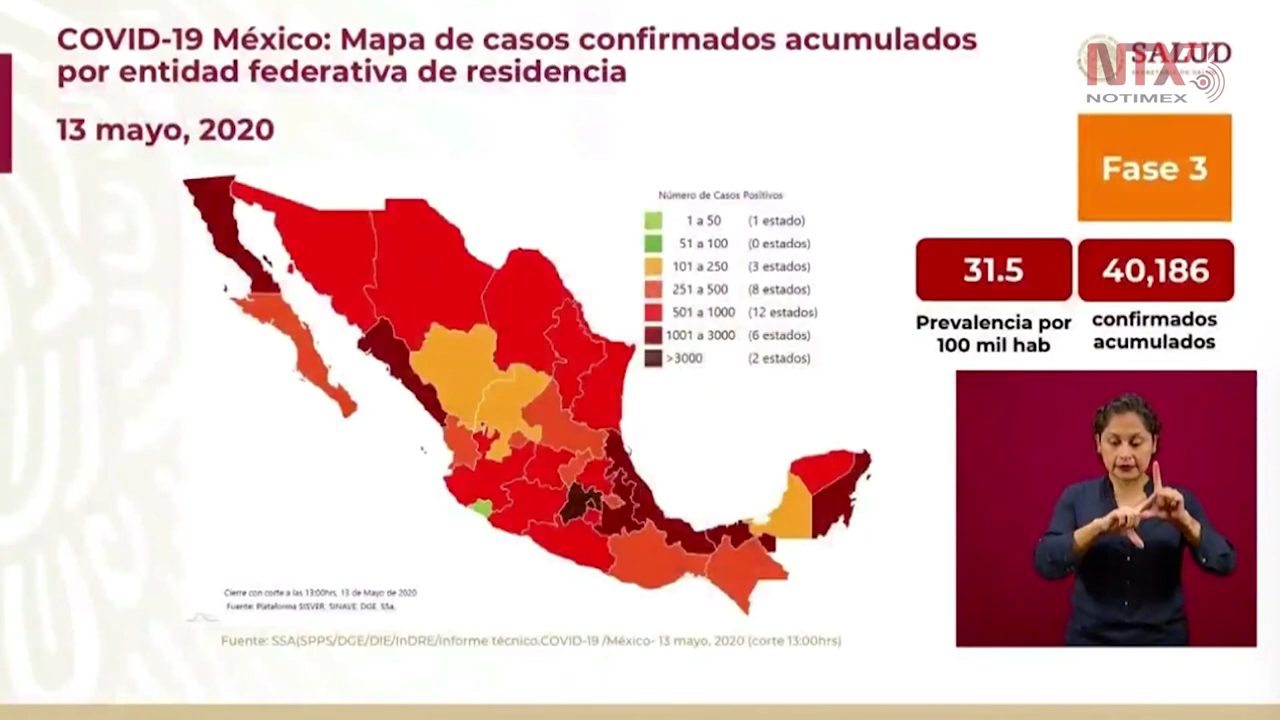 COVID-19 México: Mapa de casos confirmados acumulados
por entidad federativa de residencia
13 mayo, 2020
SALUD
NTX
NOTIMEX
Fase 3
Número de Casos Positivos
1 a 50 (1 estado)
51 a 100 (0 estados)
101 a 250 (3 estados)
251 a 500 (8 estados)
501 a 1000 (12 estados)
1001 a 3000 (6 estados)
>3000 (2 estados)
31.5
Prevalencia por
100 mil hab
40,186
confirmados
acumulados
Cierre con corte a las 13:00hrs, 13 de Mayo de 2020
Fuente: Plataforma SISVER, SINAVE, DGE, SSa.
Fuente: SSA(SPPS/DGE/DIE/InDRE/Informe técnico.COVID-19 /México- 13 mayo, 2020 (corte 13:00hrs)